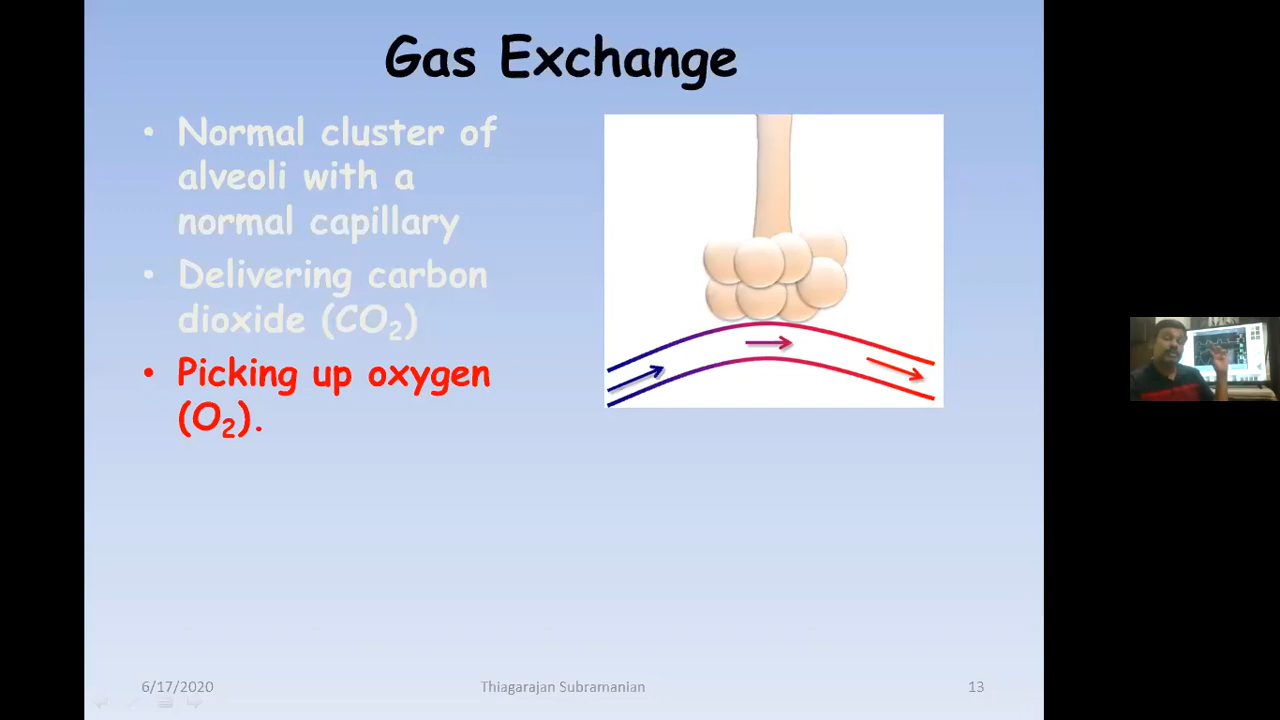 Gas Exchange
• Normal cluster of
alveoli with a
normal capillary
• Delivering carbon
dioxide (CO₂)
• Picking up oxygen
(O₂).
6/17/2020
Thiagarajan Subramanian
13